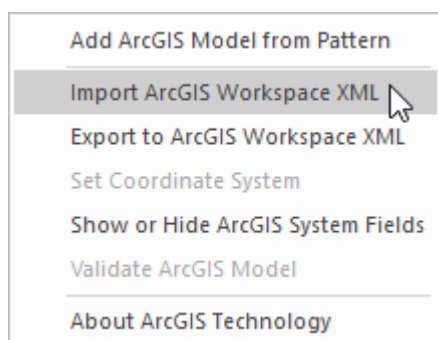 Add ArcGIS Model from Pattern
Import ArcGIS Workspace XML
Export to ArcGIS Workspace XML
Set Coordinate System
Show or Hide ArcGIS System Fields
Validate ArcGIS Model
About ArcGIS Technology